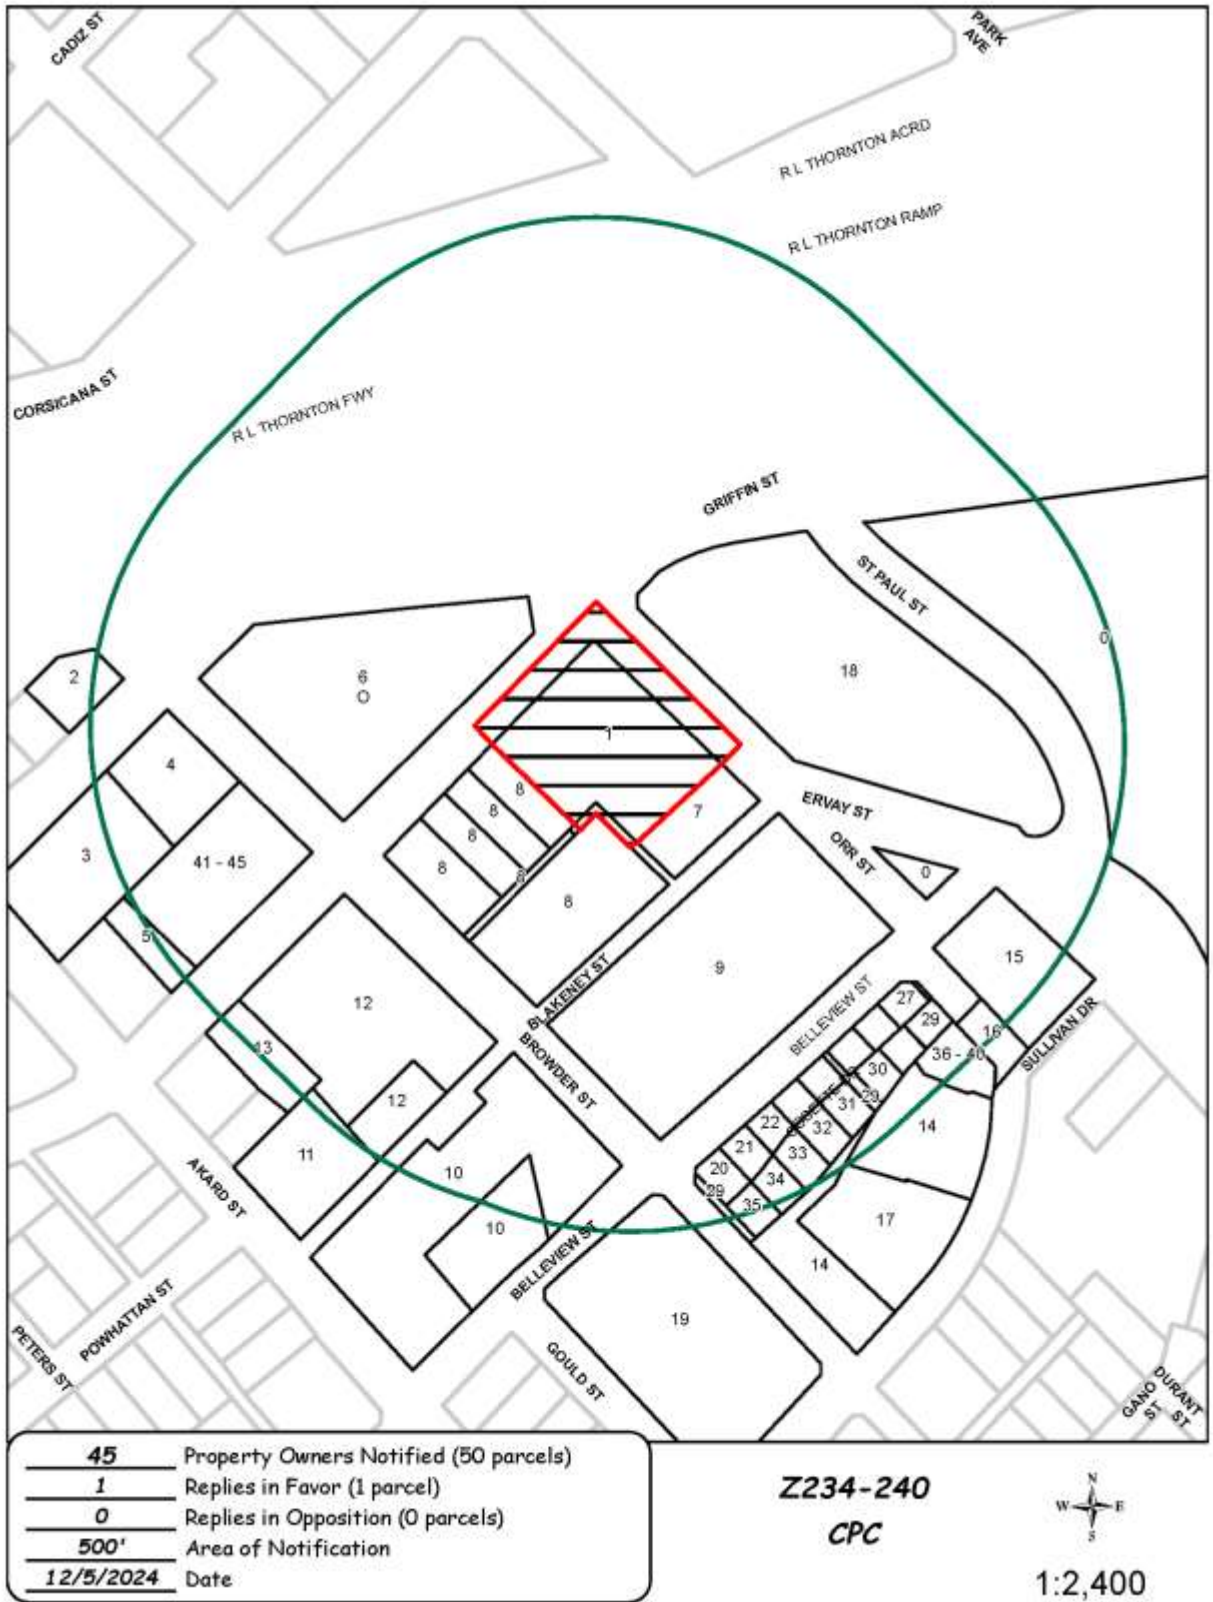 CADIZ ST
PARK
AVE
R L THORNTON ACRD
R L THORNTON RAMP
CORSICANA ST
R L THORNTON FWY
GRIFFIN ST
ST PAUL ST
0
2
6
O
18
1
4
8
7
ERVAY ST
8
ORR ST
3
41 - 45
8
8
0
8
8
5
9
15
BLAKENEY ST
BELLEVIEW ST
27
12
29
16
SULLIVAN DR
13
BROWDER ST
36 - 40
30
12
31
29
22
32
14
21
33
11
20
10
34
AKARD ST
29
35
17
10
BELLEVIEW ST
14
POWHATTAN ST
19
PETERS ST
GOULD ST
GANO
ST
DURANT
ST
45 Property Owners Notified (50 parcels)
1 Replies in Favor (1 parcel)
0 Replies in Opposition (0 parcels)
500' Area of Notification
12/5/2024 Date
Z234-240
CPC
N
W E
S
1:2,400